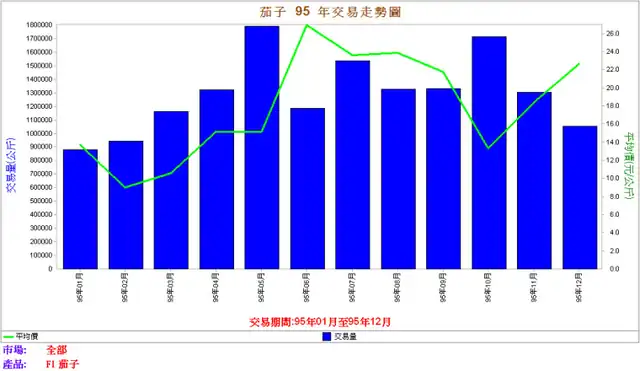 茄子 95 年交易走勢圖
交易量(公斤)
1800000
1700000
1600000
1500000
1400000
1300000
1200000
1100000
1000000
900000
800000
700000
600000
500000
400000
300000
200000
100000
0
26.0
24.0
22.0
20.0
18.0
16.0
14.0
12.0
10.0
8.0
6.0
4.0
2.0
0.0
平均價(元/公斤)
95年01月
95年02月
95年03月
95年04月
95年05月
95年06月
95年07月
95年08月
95年09月
95年10月
95年11月
95年12月
交易期間:95年01月至95年12月
平均價 交易量
市場: 全部
產品: FI 茄子